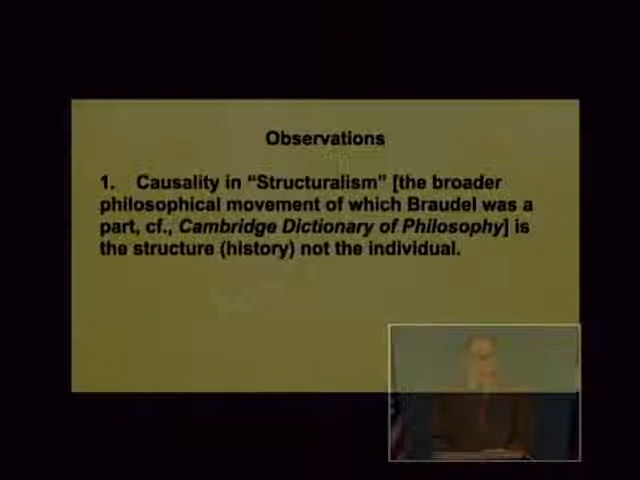 Observations
1. Causality in “Structuralism” [the broader
philosophical movement of which Braudel was a
part, cf., Cambridge Dictionary of Philosophy] is
the structure (history) not the individual.